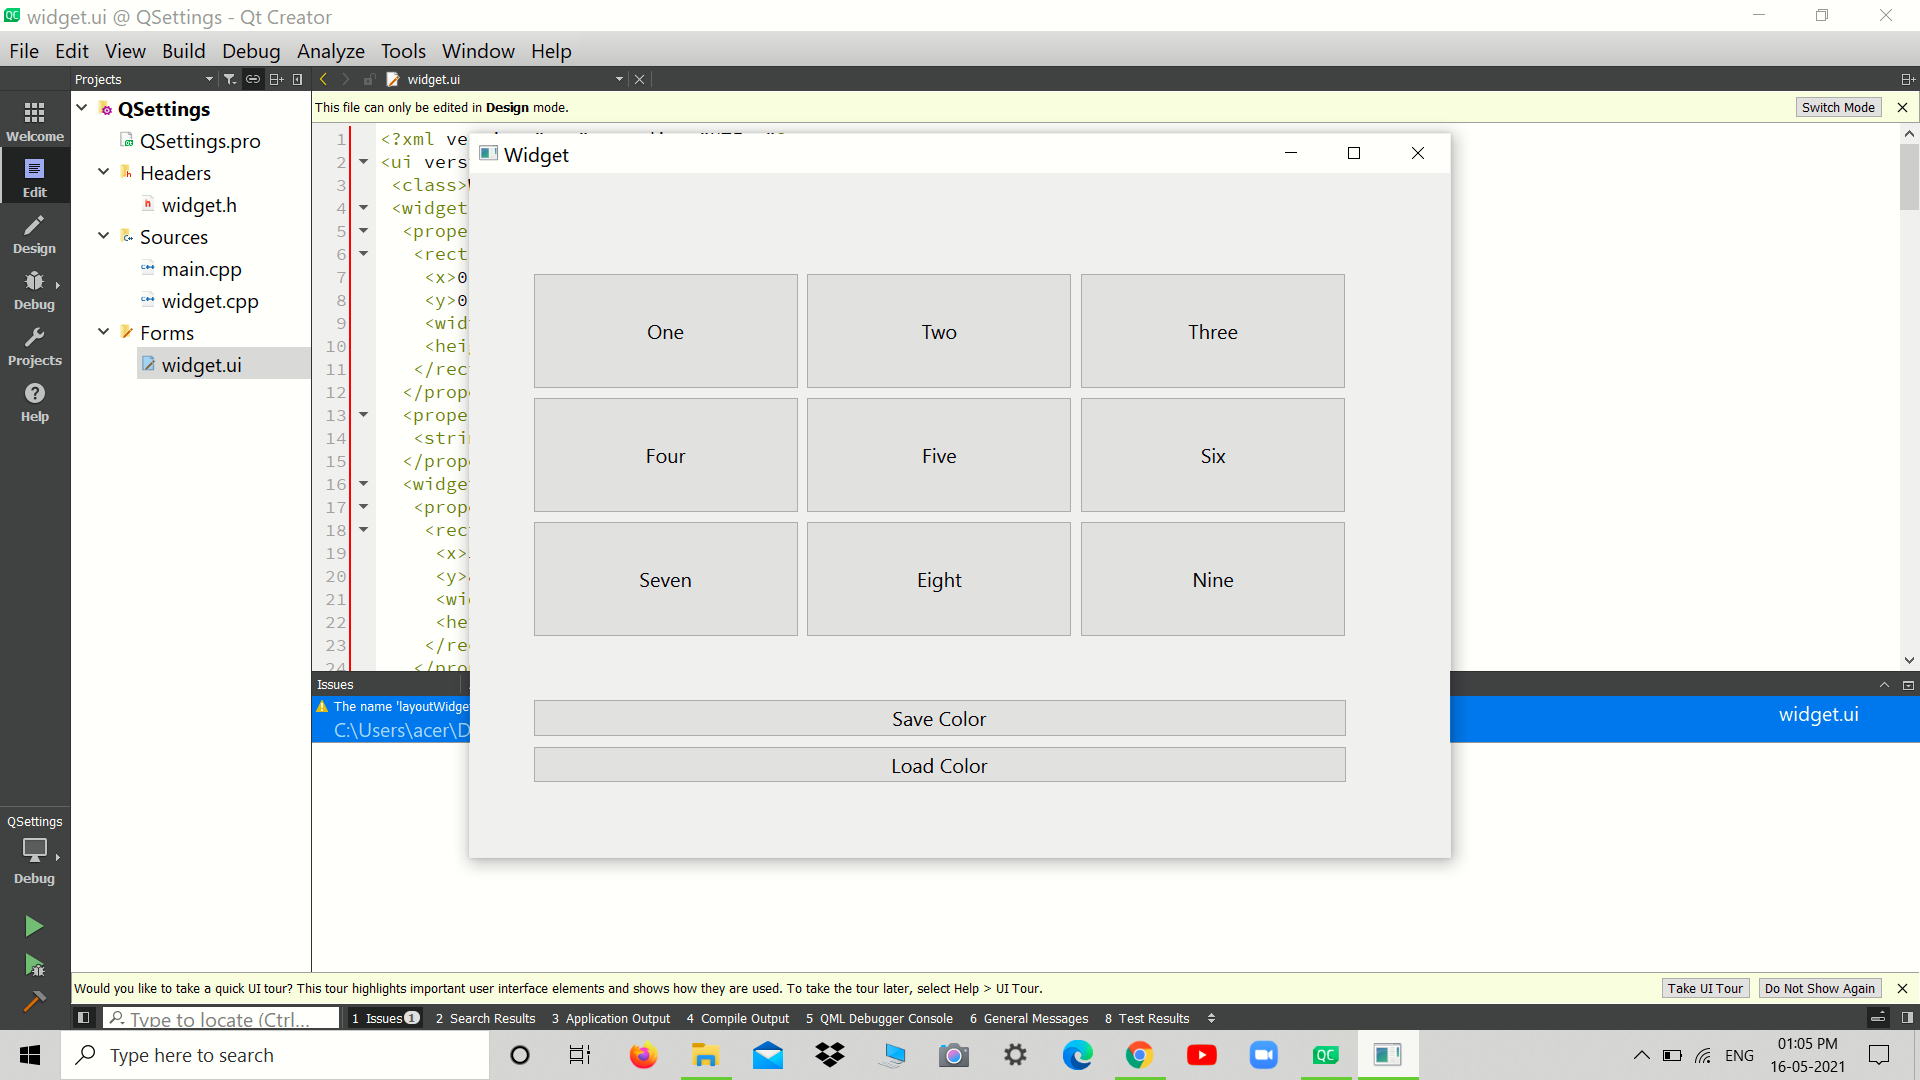 widget.ui @ QSettings - Qt Creator
File Edit View Build Debug Analyze Tools Window Help
Projects
widget.ui
This file can only be edited in Design mode.
Switch Mode
Welcome
Edit
Design
Debug
Projects
Help
QSettings
QSettings.pro
Headers
widget.h
Sources
main.cpp
widget.cpp
Forms
widget.ui
1 <?xml ve
2 <ui vers
3 <class>
4 <widget
5 <prope
6 <rect
7 <x>0
8 <y>0
9 <wid
10 <hei
11 </rec
12 </prop
13 <prope
14 <stri
15 </prop
16 <widge
17 <prop
18 <rec
19 <x>
20 <y>
21 <wi
22 <he
23 </re
24 </pro
Widget
One Two Three
Four Five Six
Seven Eight Nine
Save Color
Load Color
Issues
The name 'layoutWidge
C:\Users\acer\D
widget.ui
QSettings
Debug
Would you like to take a quick UI tour? This tour highlights important user interface elements and shows how they are used. To take the tour later, select Help > UI Tour.
Take UI Tour
Do Not Show Again
Type to locate (Ctrl...
1 Issues 1
2 Search Results
3 Application Output
4 Compile Output
5 QML Debugger Console
6 General Messages
8 Test Results
Type here to search
QC
ENG
01:05 PM
16-05-2021